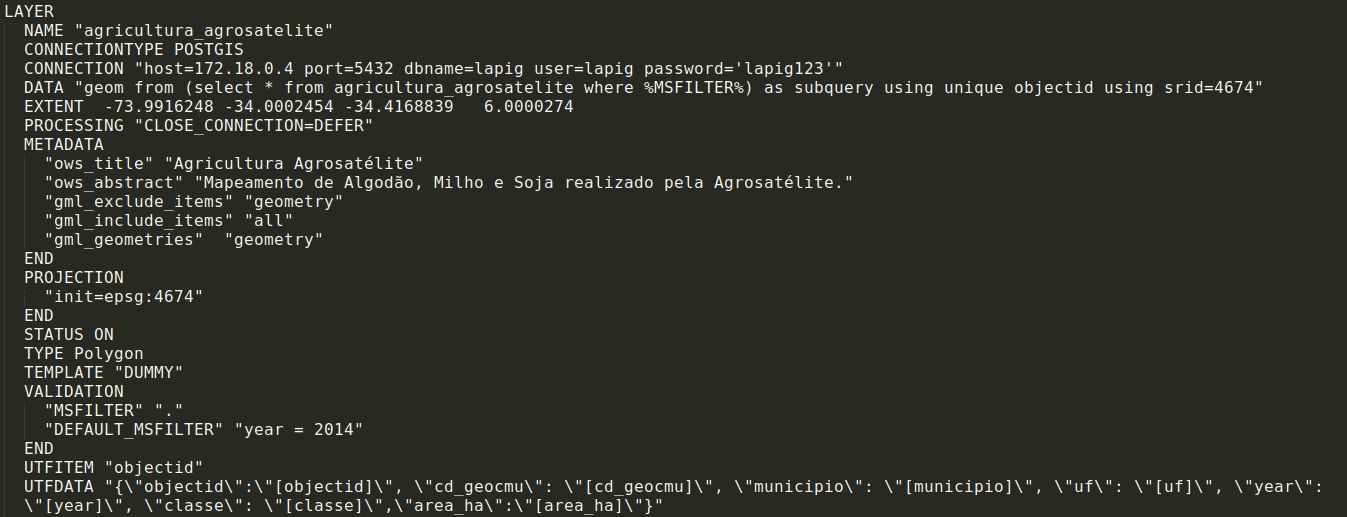 LAYER
NAME "agricultura_agrosatelite"
CONNECTIONTYPE POSTGIS
CONNECTION "host=172.18.0.4 port=5432 dbname=lapig user=lapig password='lapig123'"
DATA "geom from (select * from agricultura_agrosatelite where %MSFILTER%) as subquery using unique objectid using srid=4674"
EXTENT  -73.9916248 -34.0002454 -34.4168839   6.0000274
PROCESSING "CLOSE_CONNECTION=DEFER"
METADATA
"ows_title" "Agricultura Agrosatélite"
"ows_abstract" "Mapeamento de Algodão, Milho e Soja realizado pela Agrosatélite."
"gml_exclude_items" "geometry"
"gml_include_items" "all"
"gml_geometries"  "geometry"
END
PROJECTION
"init=epsg:4674"
END
STATUS ON
TYPE Polygon
TEMPLATE "DUMMY"
VALIDATION
"MSFILTER" "."
"DEFAULT_MSFILTER" "year = 2014"
END
UTFITEM "objectid"
UTFDATA "{\"objectid\":\"[objectid]\", \"cd_geocmu\": \"[cd_geocmu]\", \"municipio\": \"[municipio]\", \"uf\": \"[uf]\", \"year\":
\"[year]\", \"classe\": \"[classe]\",\"area_ha\":\"[area_ha]\"}"